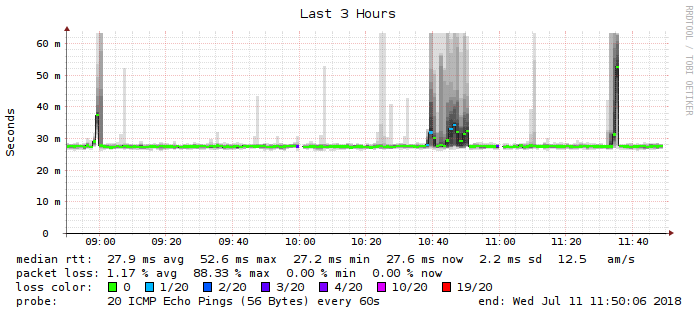 Last 3 Hours
RRDTOOL / TOBI OETIKER
Seconds
60 m
50 m
40 m
30 m
20 m
10 m
0
09:00 09:20 09:40 10:00 10:20 10:40 11:00 11:20 11:40
median rtt: 27.9 ms avg 52.6 ms max 27.2 ms min 27.6 ms now 2.2 ms sd 12.5 am/s
packet loss: 1.17 % avg 88.33 % max 0.00 % min 0.00 % now
loss color: 0 1/20 2/20 3/20 4/20 10/20 19/20
probe: 20 ICMP Echo Pings (56 Bytes) every 60s end: Wed Jul 11 11:50:06 2018